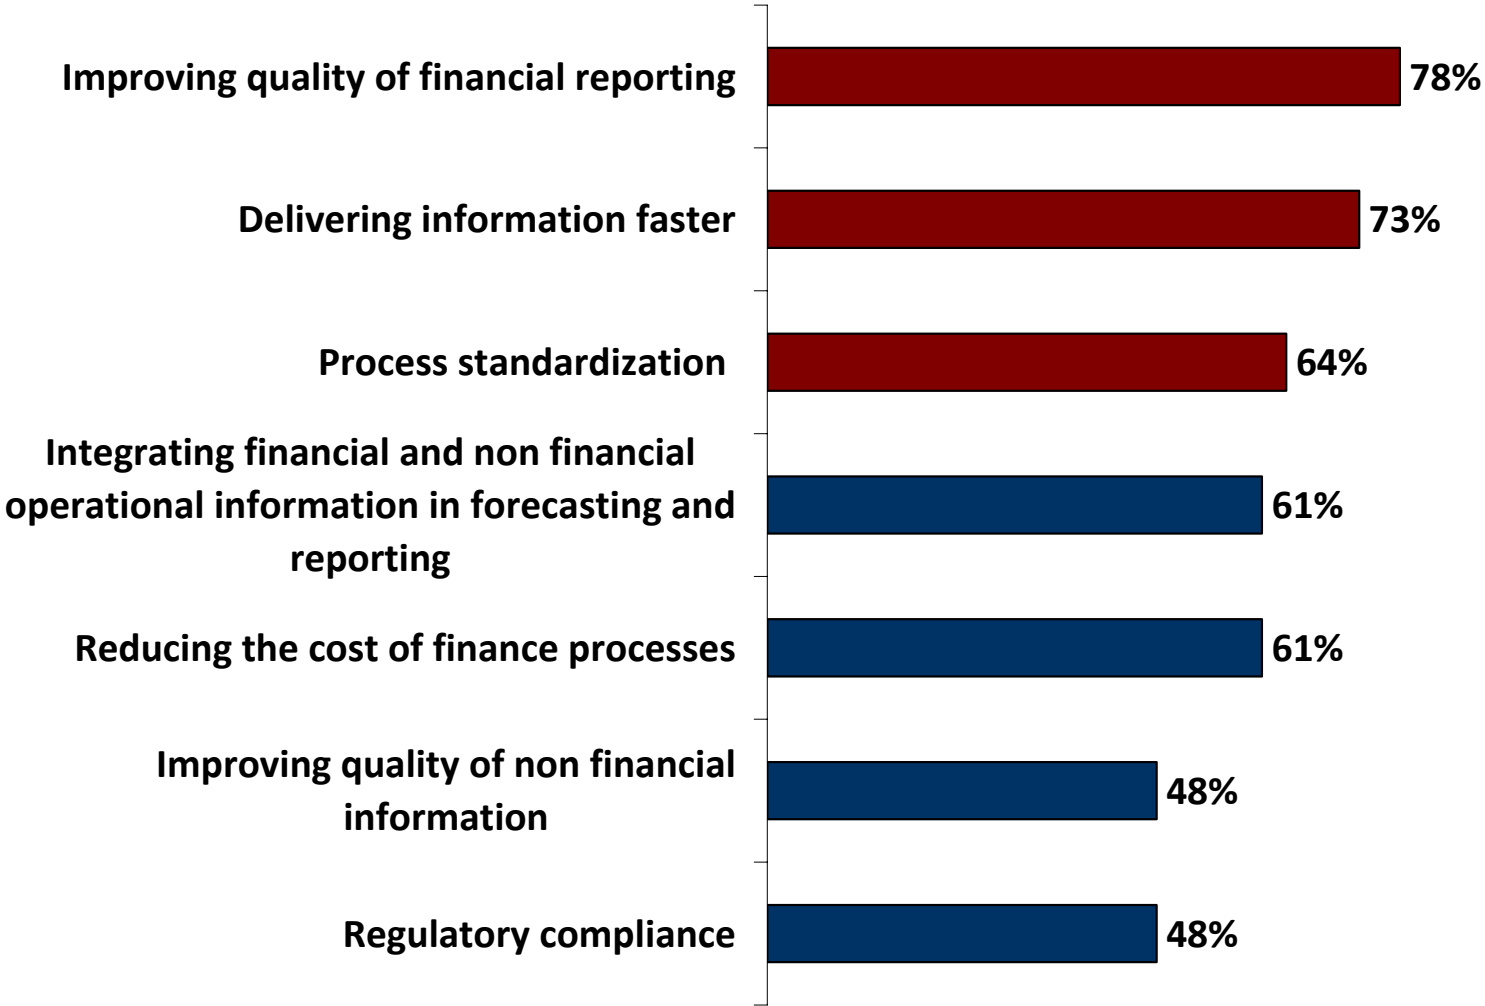 Improving quality of financial reporting
78%
Delivering information faster
73%
Process standardization
64%
Integrating financial and non financial
operational information in forecasting and
reporting
61%
Reducing the cost of finance processes
61%
Improving quality of non financial
information
48%
Regulatory compliance
48%